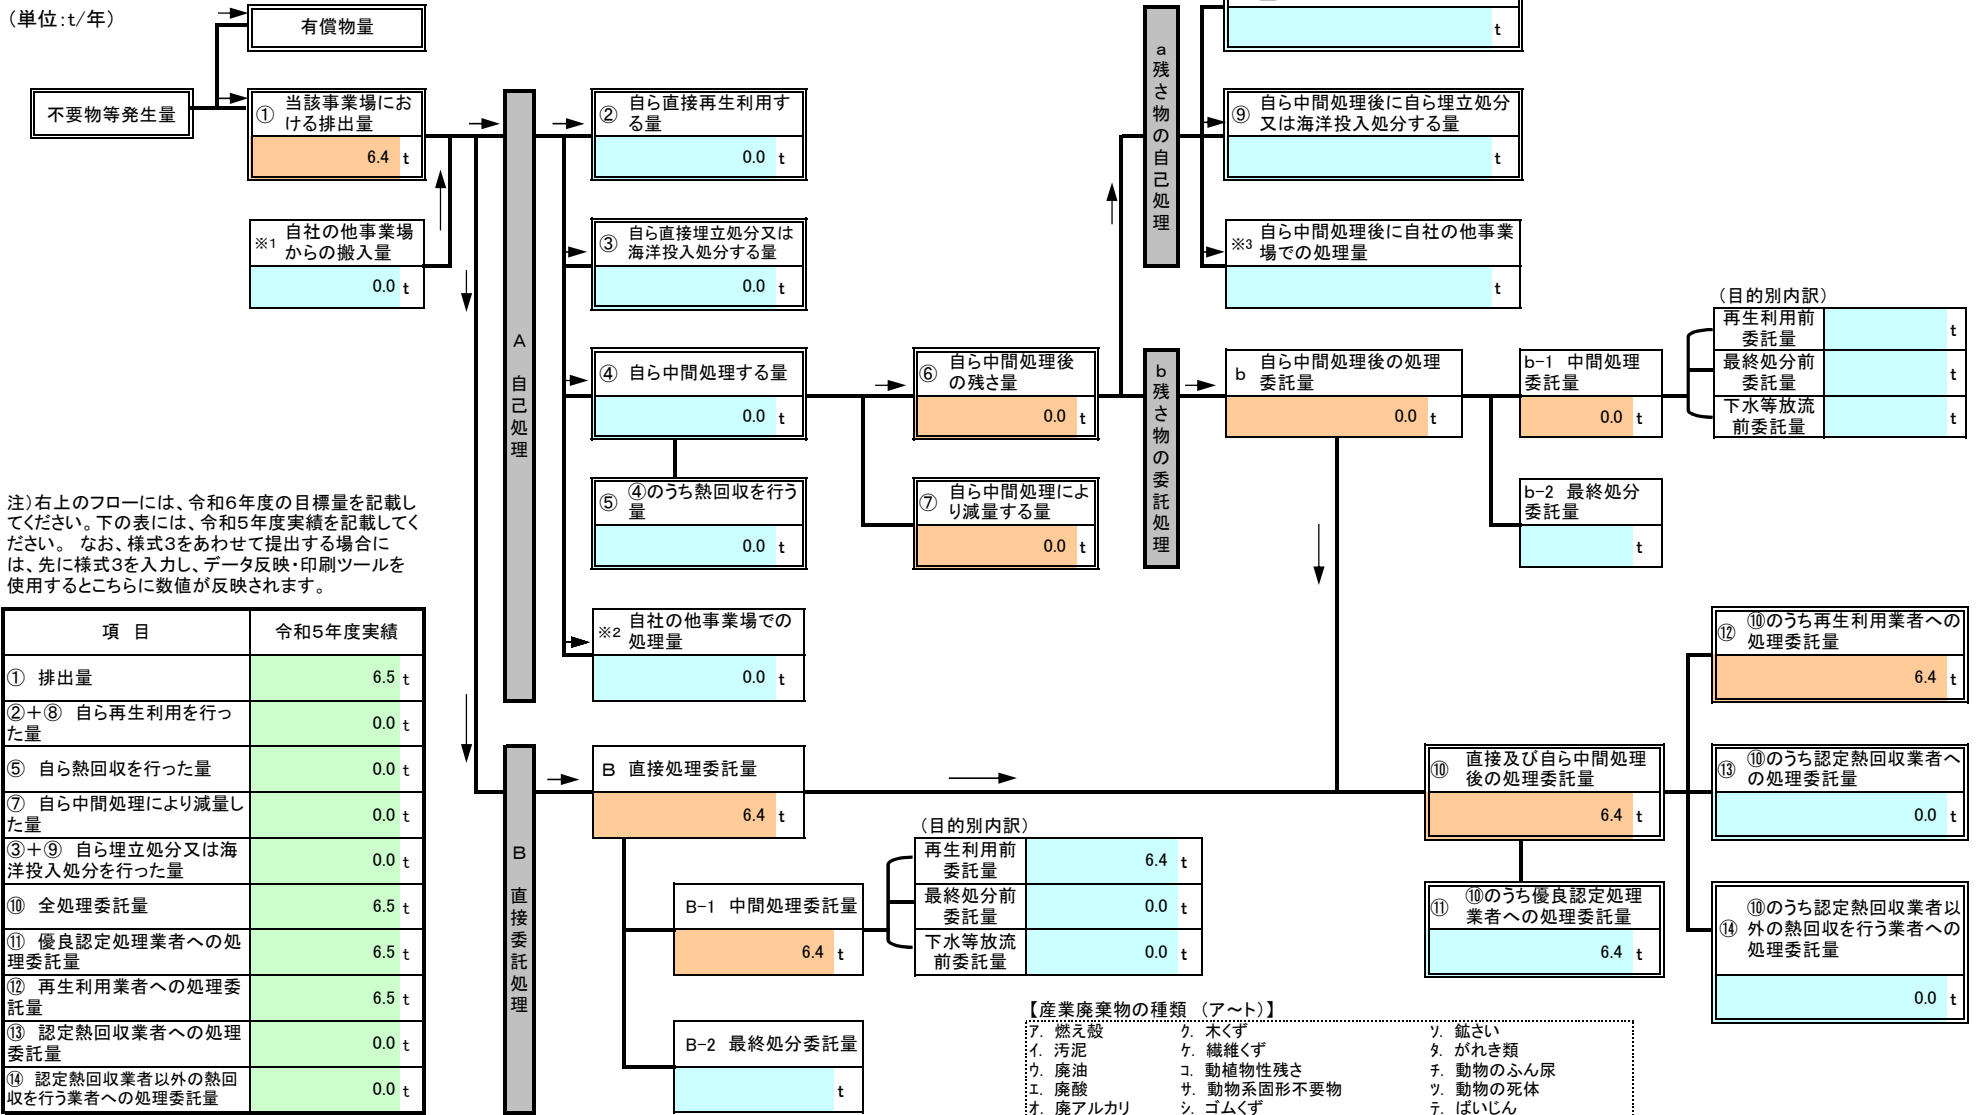 (単位:t/年)
有償物量
不要物等発生量
①
当該事業場にお
ける排出量
6.4 t
※1
自社の他事業場
からの搬入量
0.0 t
A
自己処理
②
自ら直接再生利用す
る量
0.0 t
③
自ら直接埋立処分又は
海洋投入処分する量
0.0 t
④ 自ら中間処理する量
0.0 t
⑤
④のうち熱回収を行う
量
0.0 t
※2
自社の他事業場での
処理量
0.0 t
⑥
自ら中間処理後
の残さ量
0.0 t
⑦
自ら中間処理によ
り減量する量
0.0 t
a
残さ物の自己処理
t
⑨
自ら中間処理後に自ら埋立処分
又は海洋投入処分する量
t
※3
自ら中間処理後に自社の他事業
場での処理量
t
b
残さ物の委託処理
b
自ら中間処理後の処理
委託量
0.0 t
b-1 中間処理
委託量
0.0 t
b-2 最終処分
委託量
t
(目的別内訳)
再生利用前
委託量
t
最終処分前
委託量
t
下水等放流
前委託量
t
注)右上のフローには、令和6年度の目標量を記載し
てください。下の表には、令和5年度実績を記載してく
ださい。 なお、様式3をあわせて提出する場合に
は、先に様式3を入力し、データ反映・印刷ツールを
使用するとこちらに数値が反映されます。
項 目 令和5年度実績
① 排出量 6.5 t
②+⑧ 自ら再生利用を行っ
た量
0.0 t
⑤ 自ら熱回収を行った量 0.0 t
⑦ 自ら中間処理により減量し
た量
0.0 t
③+⑨ 自ら埋立処分又は海
洋投入処分を行った量
0.0 t
⑩ 全処理委託量 6.5 t
⑪ 優良認定処理業者への処
理委託量
6.5 t
⑫ 再生利用業者への処理委
託量
6.5 t
⑬ 認定熱回収業者への処理
委託量
0.0 t
⑭ 認定熱回収業者以外の熱回
収を行う業者への処理委託量
0.0 t
B
直接委託処理
B 直接処理委託量
6.4 t
B-1 中間処理委託量
6.4 t
B-2 最終処分委託量
t
(目的別内訳)
再生利用前
委託量
6.4 t
最終処分前
委託量
0.0 t
下水等放流
前委託量
0.0 t
⑩
直接及び自ら中間処理
後の処理委託量
6.4 t
⑪
⑩のうち優良認定処理
業者への処理委託量
6.4 t
⑫
⑩のうち再生利用業者への
処理委託量
6.4 t
⑬
⑩のうち認定熱回収業者へ
の処理委託量
0.0 t
⑭
⑩のうち認定熱回収業者以
外の熱回収を行う業者への
処理委託量
0.0 t
【産業廃棄物の種類 (ア~ト)】
ア. 燃え殻 ク. 木くず ソ. 鉱さい
イ. 汚泥 ケ. 繊維くず タ. がれき類
ウ. 廃油 コ. 動植物性残さ チ. 動物のふん尿
エ. 廃酸 サ. 動物系固形不要物 ツ. 動物の死体
オ. 廃アルカリ シ. ゴムくず テ. ばいじん